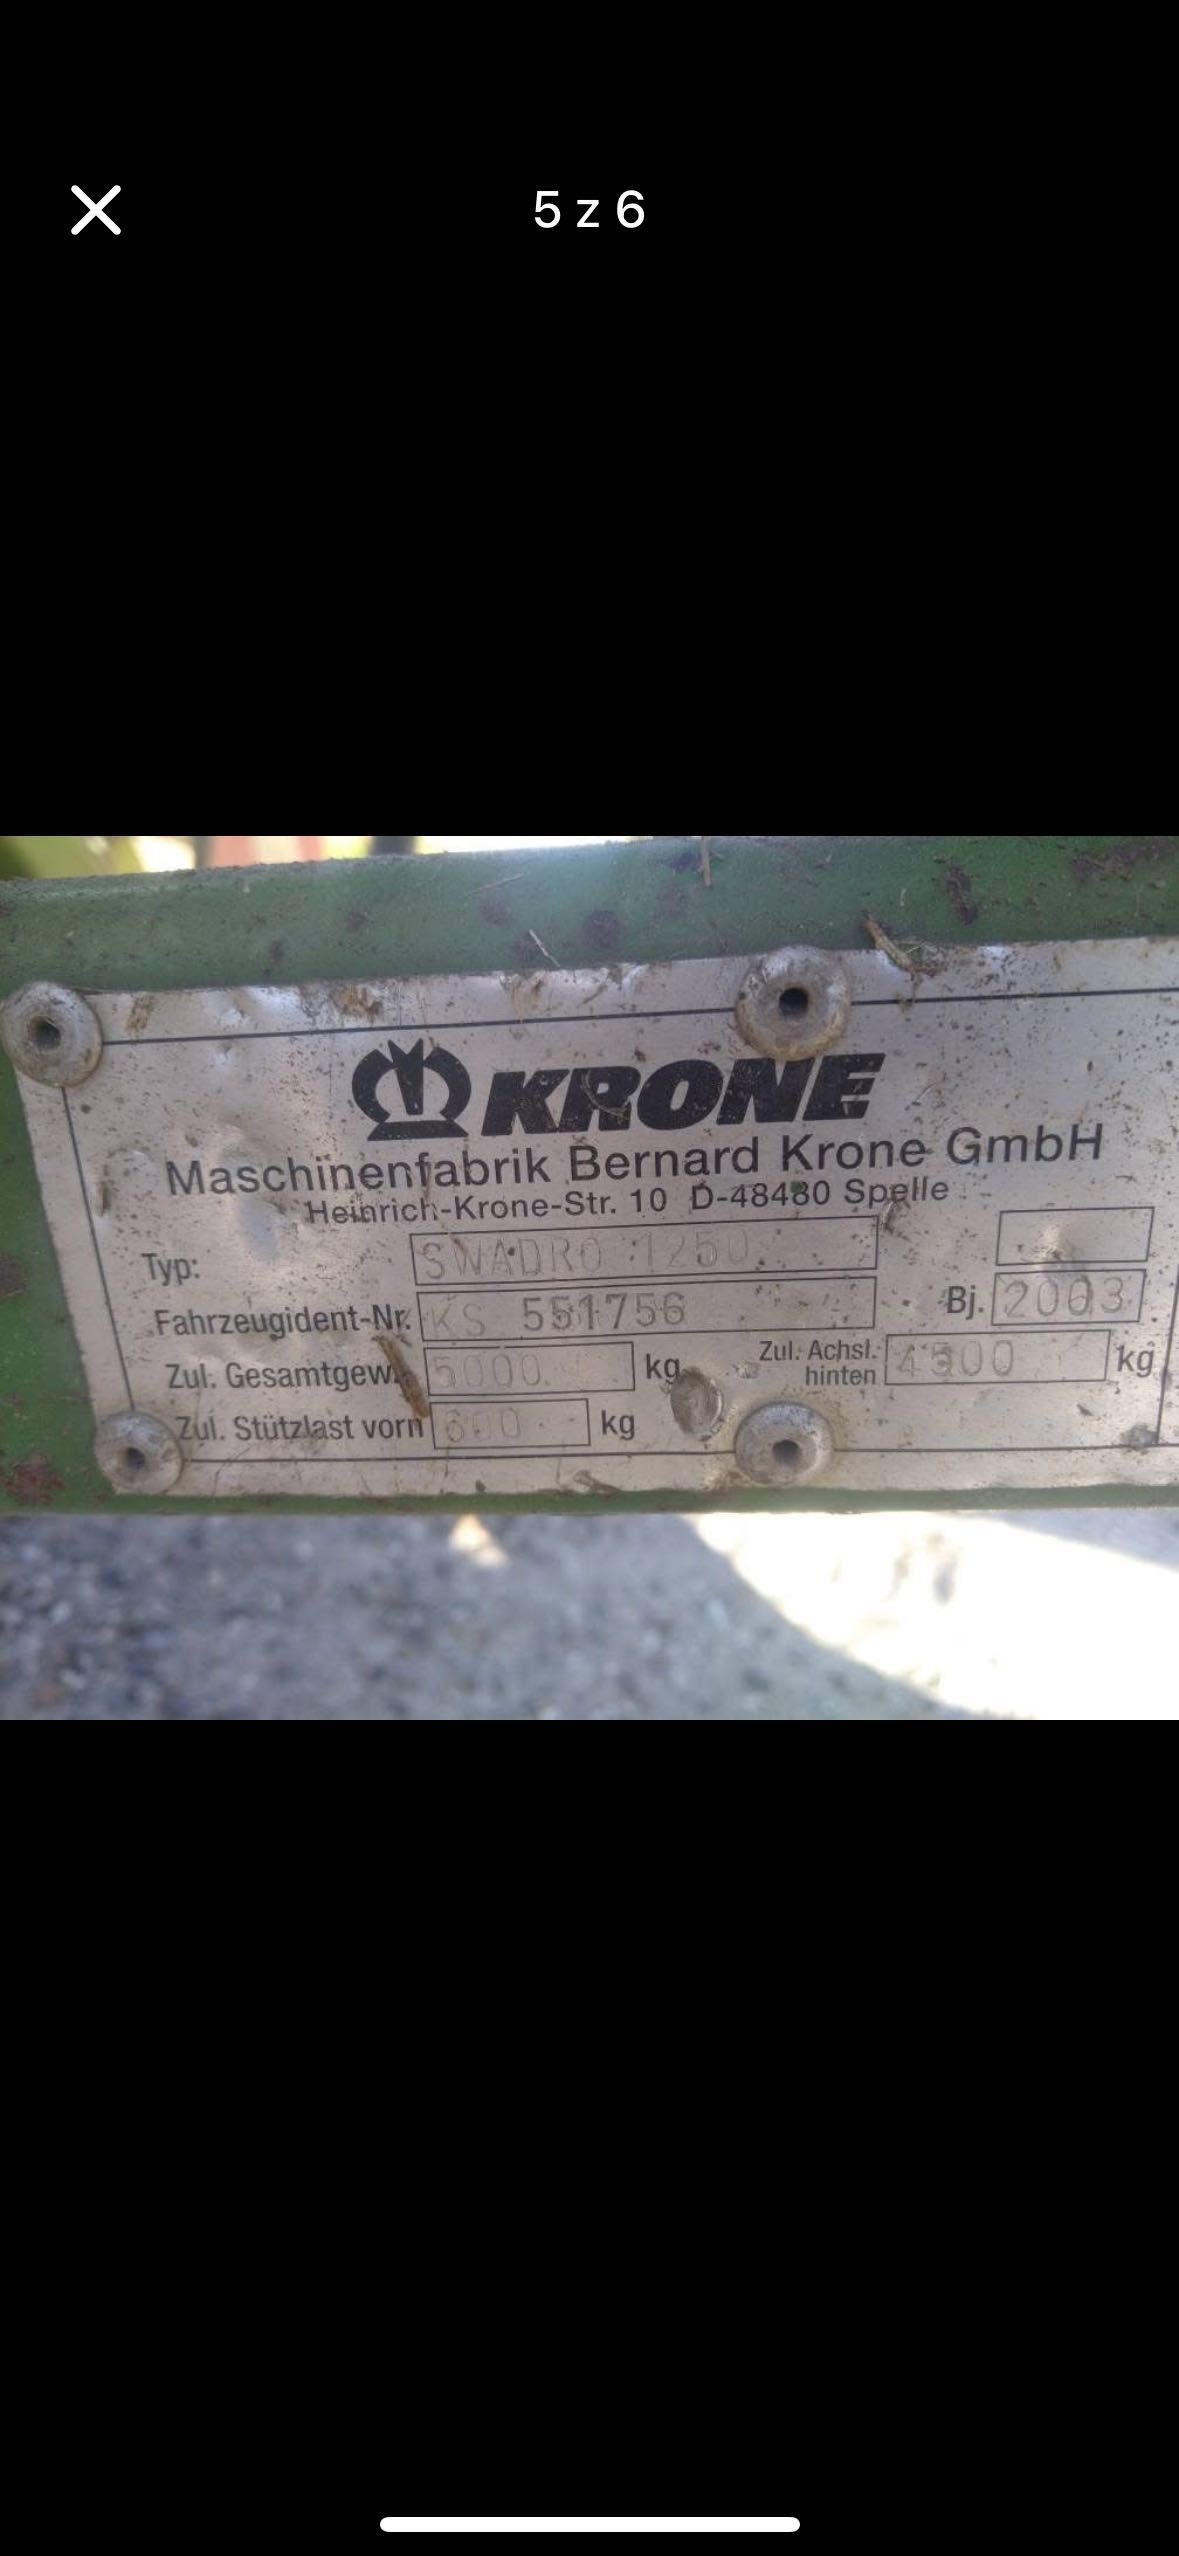 5 z 6
KRONE
Maschinenfabrik Bernard Krone GmbH
Heinrich-Krone-Str. 10 D-48480 Spelle
Typ: SWADRO 1250
Fahrzeugident-Nr. KS 551756 Bj. 2003
Zul. Gesamtgew. 5000 kg Zul. Achsl. hinten 4500 kg
Zul. Stützlast vorn 600 kg